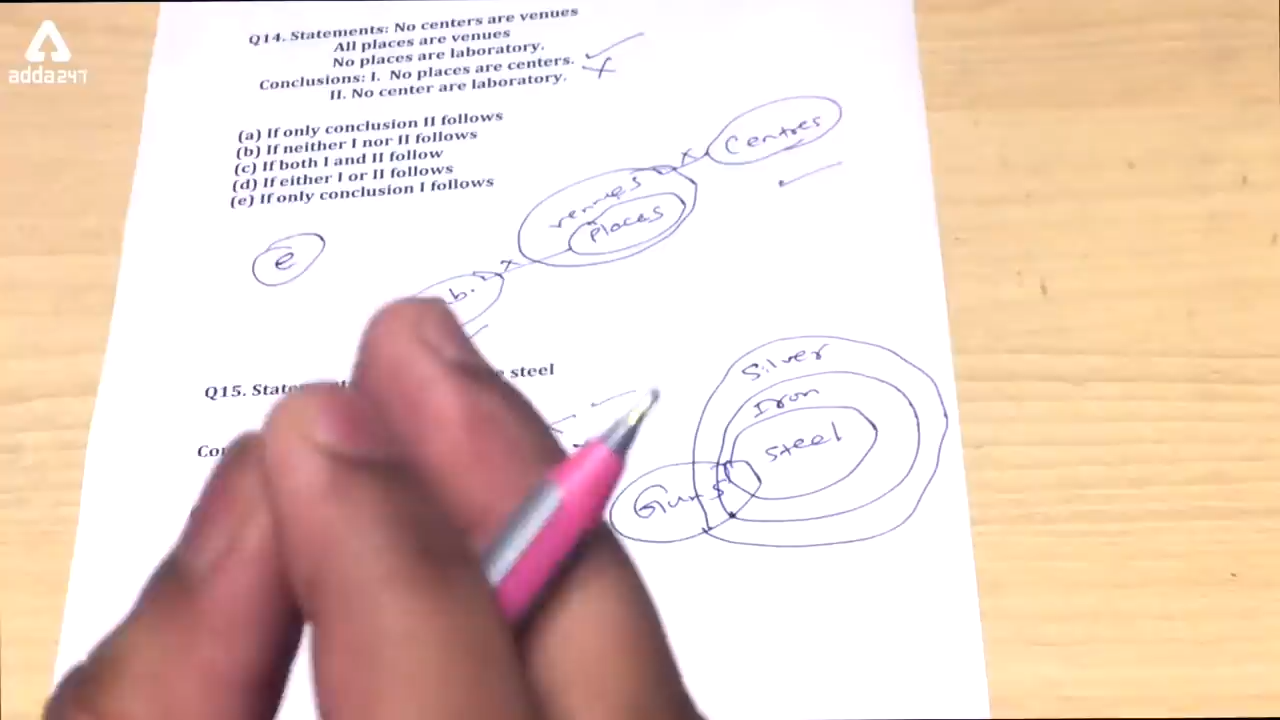 adda247
Q14. Statements: No centers are venues
All places are venues
No places are laboratory.
Conclusions: I. No places are centers.
II. No center are laboratory.
(a) If only conclusion II follows
(b) If neither I nor II follows
(c) If both I and II follow
(d) If either I or II follows
(e) If only conclusion I follows
Centres
venues
places
e
b.
Q15. steel
Silver
Iron
steel
Guns